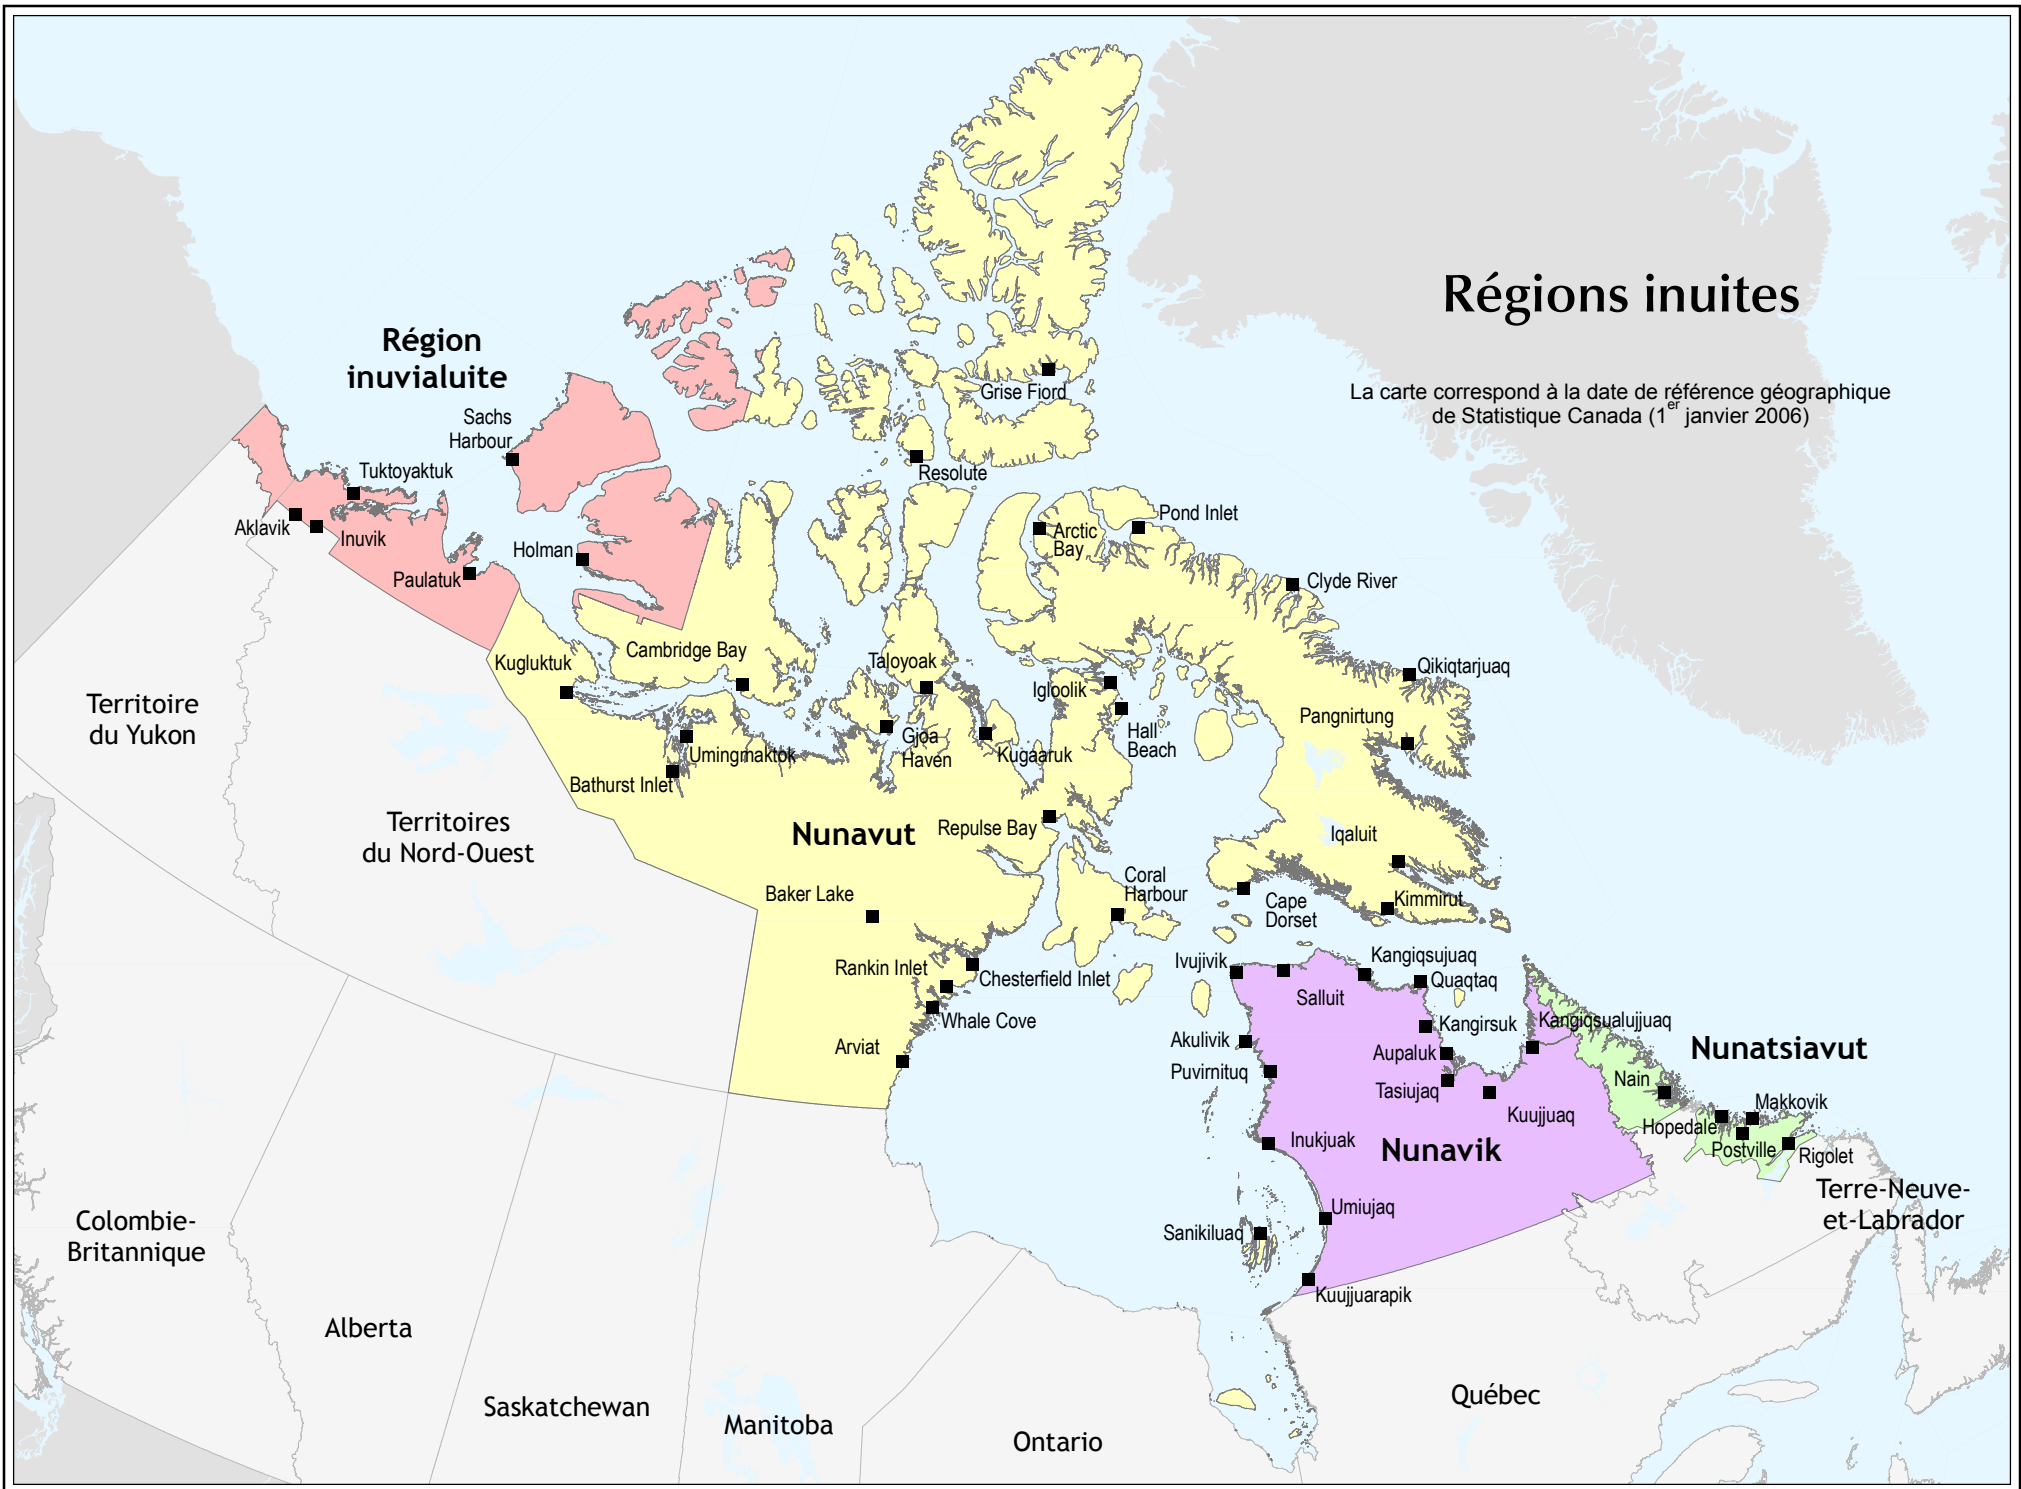 Régions inuites
La carte correspond à la date de référence géographique
de Statistique Canada (1er janvier 2006)
Région
inuvialuite
Sachs
Harbour
Tuktoyaktuk
Aklavik
Inuvik
Holman
Paulatuk
Grise Fiord
Resolute
Arctic
Bay
Pond Inlet
Clyde River
Qikiqtarjuaq
Pangnirtung
Kugluktuk
Cambridge Bay
Taloyoak
Igloolik
Hall
Beach
Umingmaktok
Bathurst Inlet
Gjoa
Haven
Kugaaruk
Nunavut
Repulse Bay
Iqaluit
Baker Lake
Coral
Harbour
Cape
Dorset
Kimmirut
Rankin Inlet
Chesterfield Inlet
Whale Cove
Arviat
Territoire
du Yukon
Territoires
du Nord-Ouest
Ivujivik
Salluit
Kangiqsujuaq
Quaqtaq
Kangirsuk
Kangiqsualujjuaq
Akulivik
Puvirnituq
Aupaluk
Tasiujaq
Kuujjuaq
Inukjuak
Nunavik
Umiujaq
Sanikiluaq
Kuujjuarapik
Nunatsiavut
Nain
Makkovik
Hopedale
Postville
Rigolet
Terre-Neuve-
et-Labrador
Colombie-
Britannique
Alberta
Saskatchewan
Manitoba
Ontario
Québec